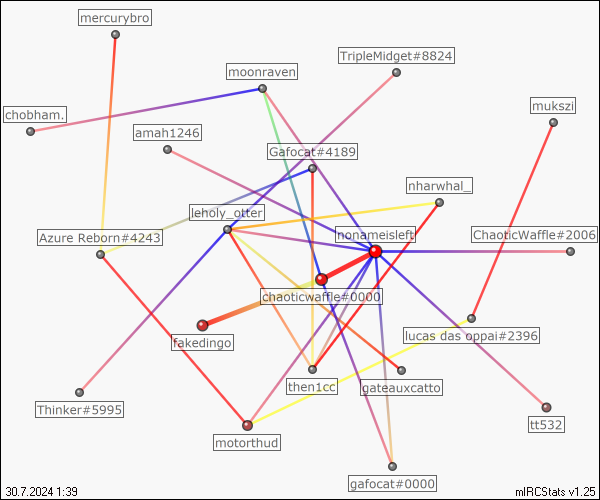 mercurybro
TripleMidget#8824
moonraven
mukszi
chobham.
amah1246
Gafocat#4189
nharwhal_
leholy_otter
Azure Reborn#4243
nonameisleft
ChaoticWaffle#2006
chaoticwaffle#0000
fakedingo
lucas das oppai#2396
then1cc
gateauxcatto
Thinker#5995
tt532
motorthud
gafocat#0000
30.7.2024 1:39
mIRCStats v1.25